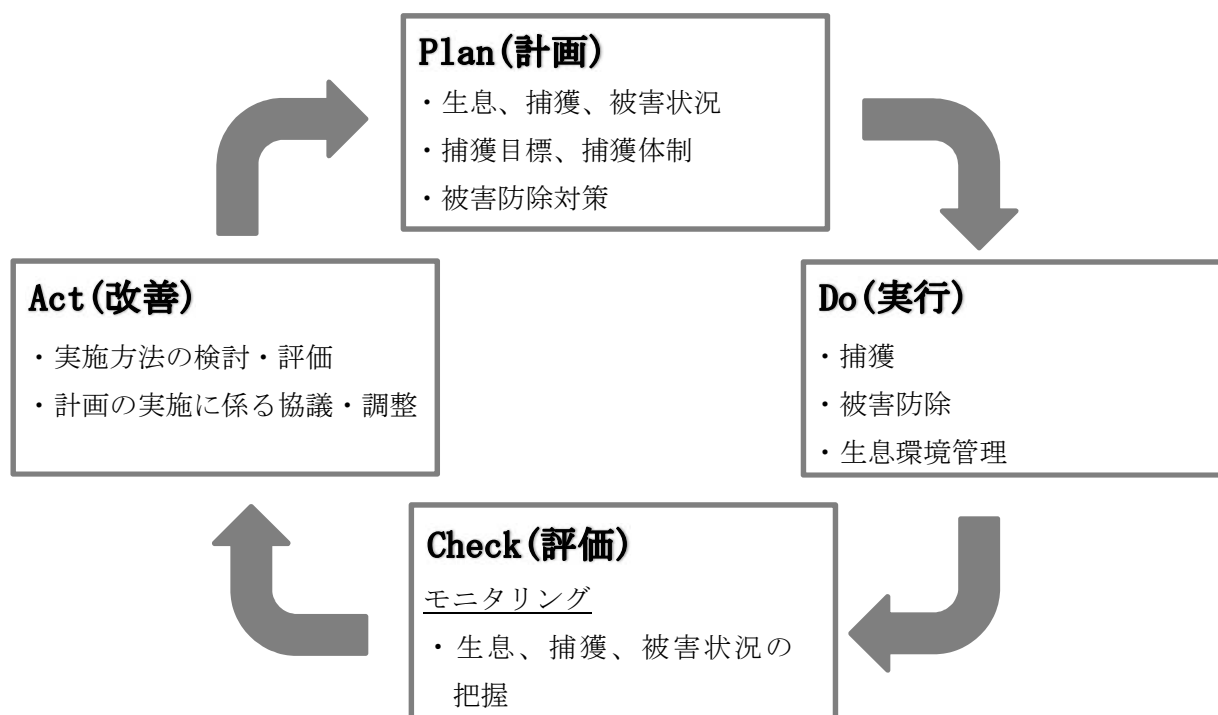 Plan(計画)
・生息、捕獲、被害状況
・捕獲目標、捕獲体制
・被害防除対策
Act(改善)
・実施方法の検討・評価
・計画の実施に係る協議・調整
Do(実行)
・捕獲
・被害防除
・生息環境管理
Check(評価)
モニタリング
・生息、捕獲、被害状況の
把握